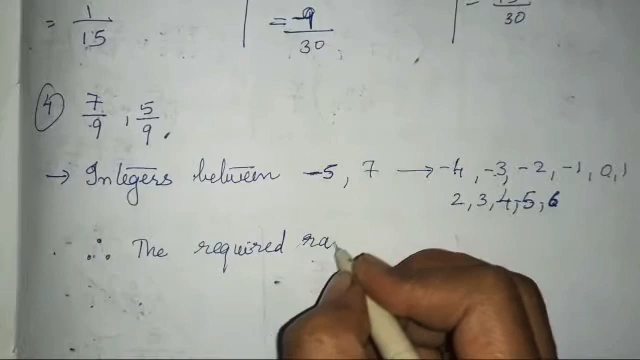 = 1/15
= -9/30
= 30
④ 7/9 , 5/9.
→ Integers between -5, 7 → -4, -3, -2, -1, 0, 1
2, 3, 4, 5, 6
∴ The required ra